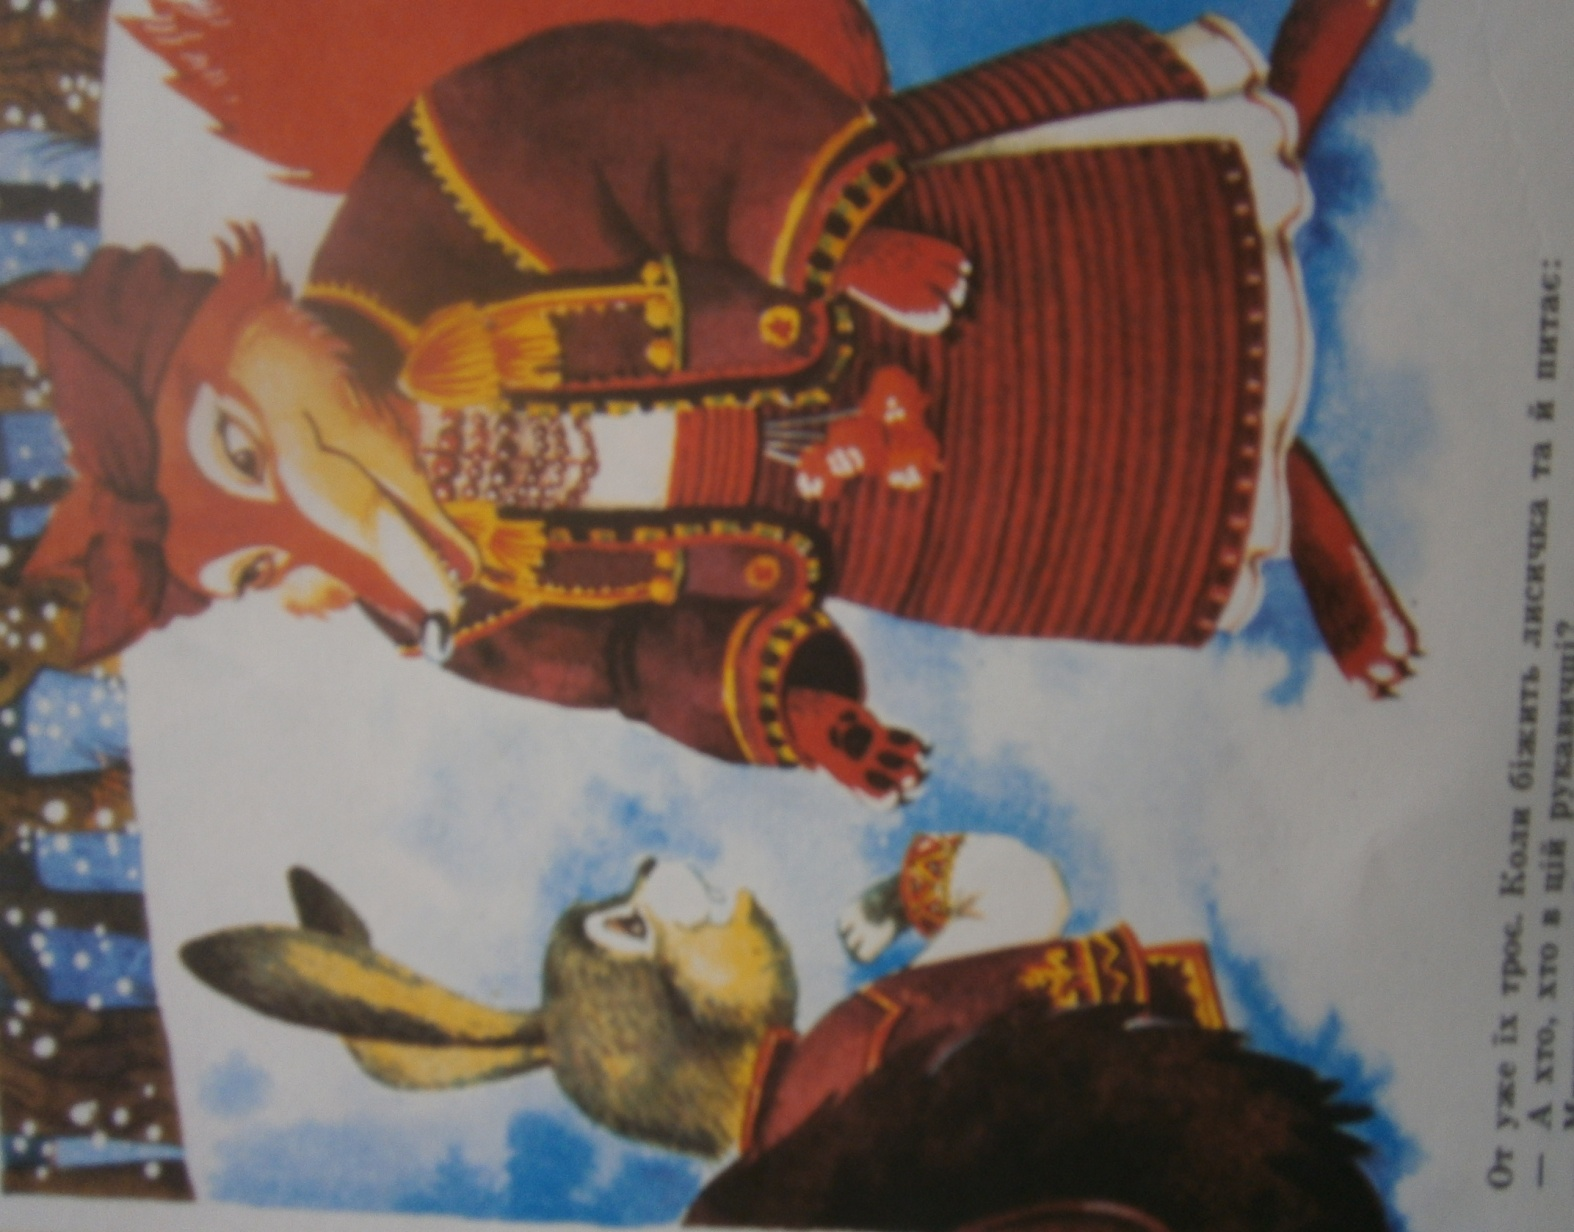 От уже їх троє. Коли біжить лисичка та й питає:
— А хто, хто в цій рукавичці?